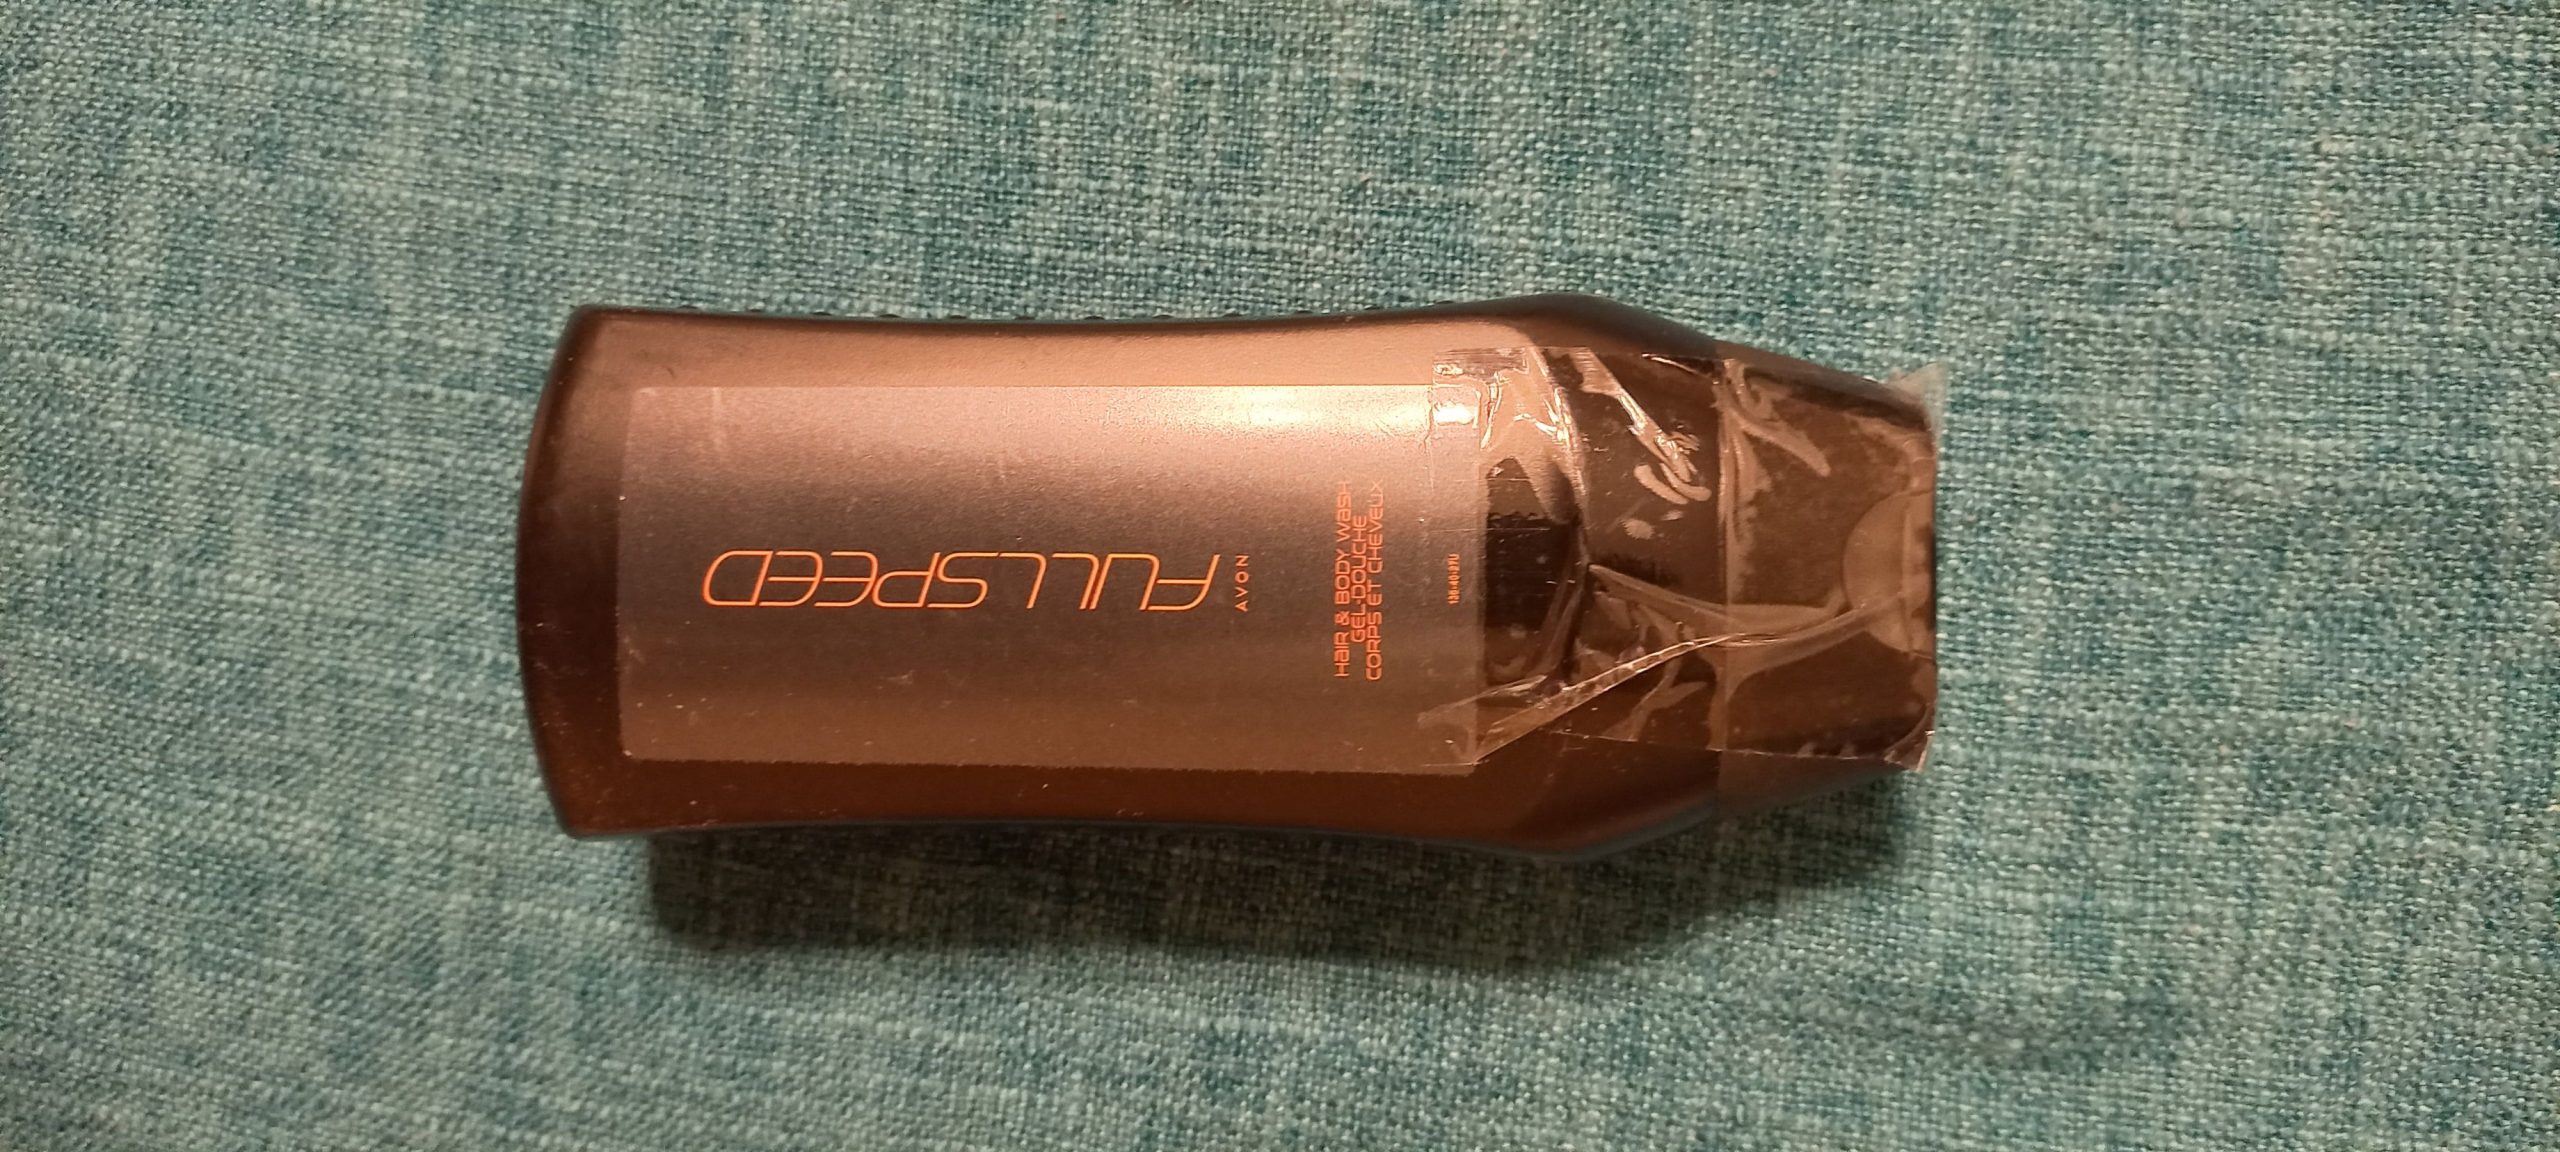 HAIR & BODY WASH
GEL-DOUCHE
CORPS ET CHEVEUX
AVON
FULLSPEED